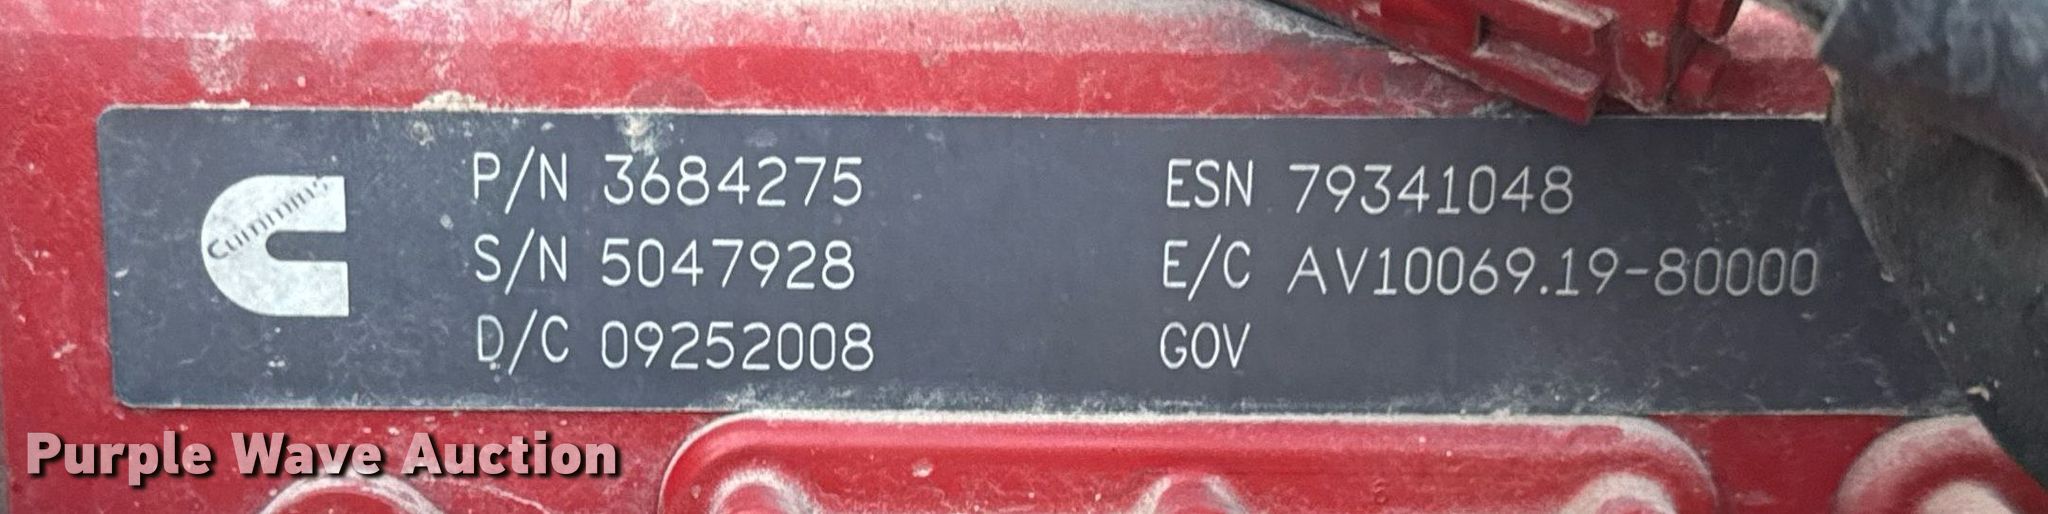 Cummins
P/N 3684275
S/N 5047928
D/C 09252008
ESN 79341048
E/C AV10069.19-80000
GOV
Purple Wave Auction